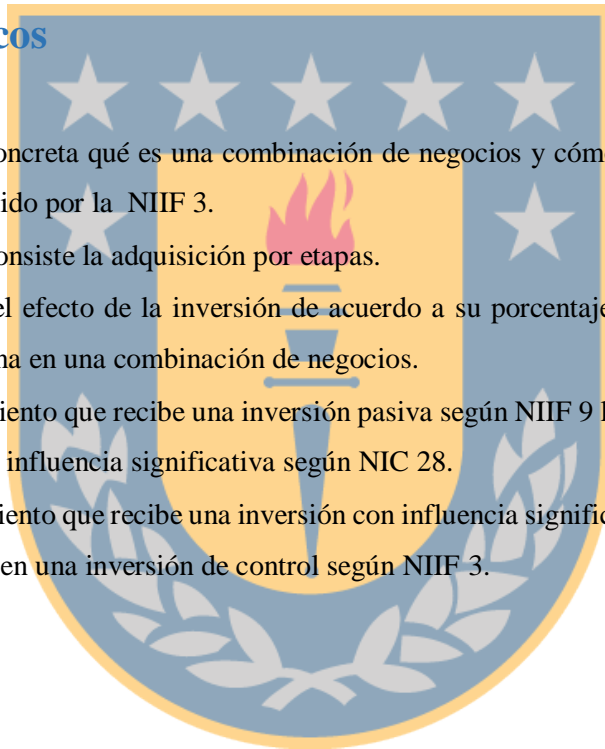 cos
oncreta qué es una combinación de negocios y cómo
ido por la NIIF 3.
onsiste la adquisición por etapas.
el efecto de la inversión de acuerdo a su porcentaje
na en una combinación de negocios.
iento que recibe una inversión pasiva según NIIF 9
influencia significativa según NIC 28.
iento que recibe una inversión con influencia signific
en una inversión de control según NIIF 3.